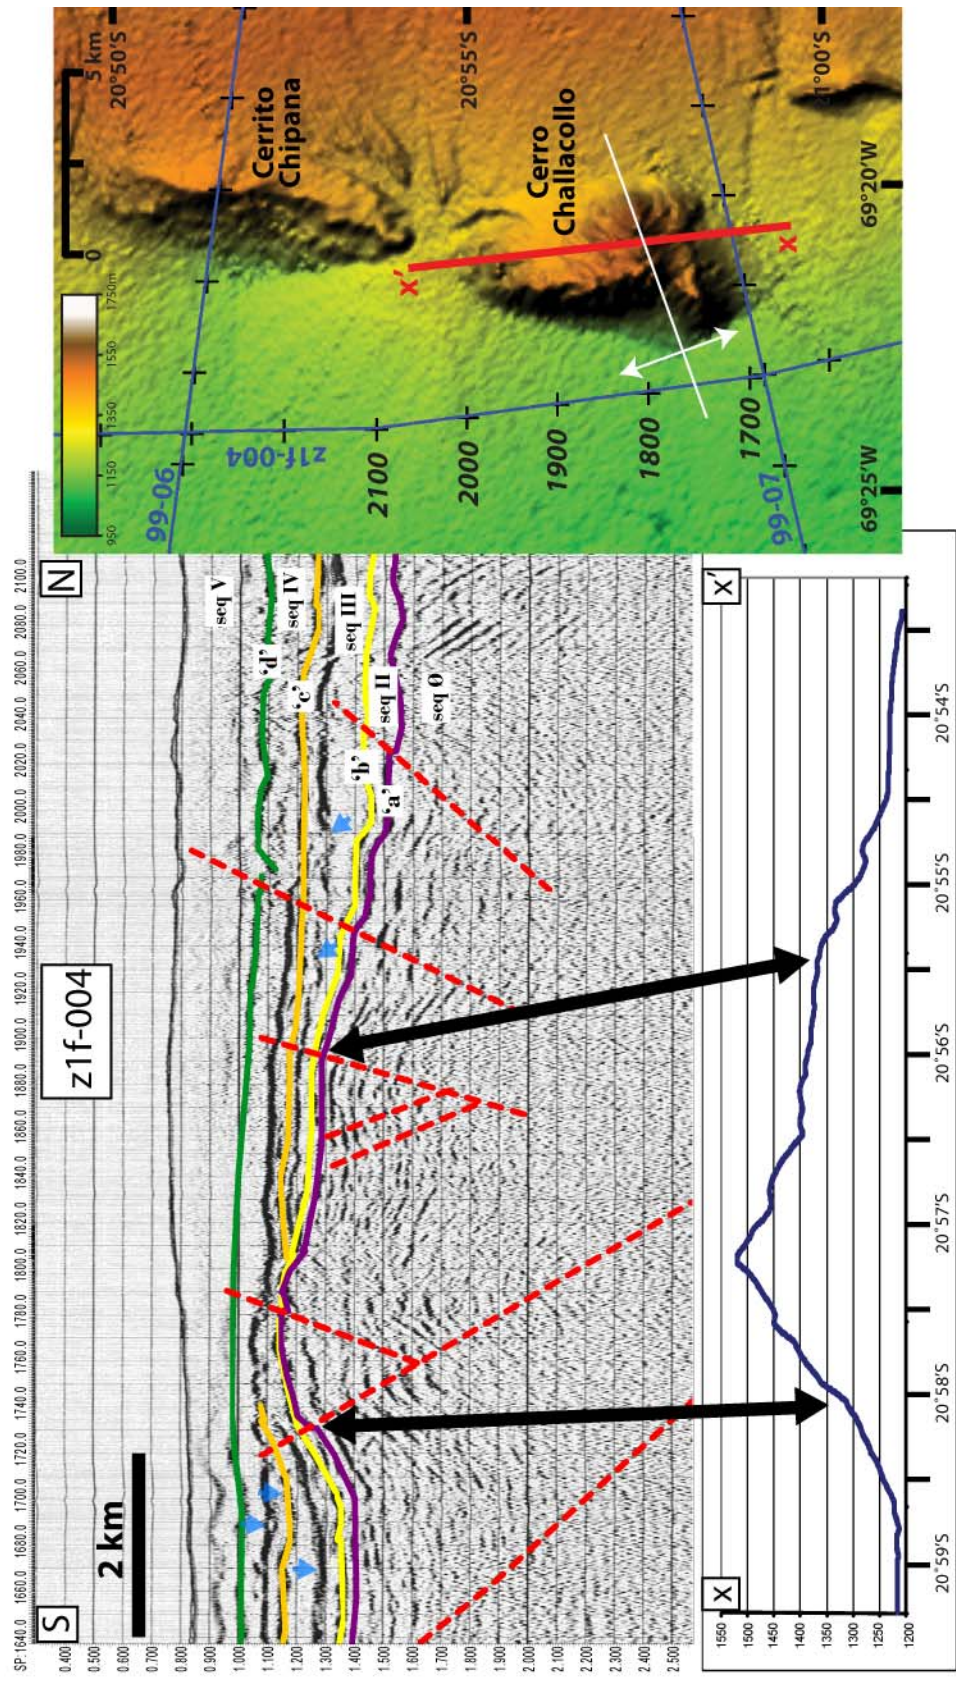 z1f-004
S
N
SP:1640.0 1660.0 1680.0 1700.0 1720.0 1740.0 1760.0 1780.0 1800.0 1820.0 1840.0 1860.0 1880.0 1900.0 1920.0 1940.0 1960.0 1980.0 2000.0 2020.0 2040.0 2060.0 2080.0 2100.0
0.400
0.500
0.600
0.700
0.800
0.900
1.000
1.100
1.200
1.300
1.400
1.500
1.600
1.700
1.800
1.900
2.000
2.100
2.200
2.300
2.400
2.500
2 km
seq V
'd'
seq IV
'c'
seq III
'b'
seq II
'a'
seq 0
X
X'
1550
1500
1450
1400
1350
1300
1250
1200
20°59'S 20°58'S 20°57'S 20°56'S 20°55'S 20°54'S
950 1150 1350 1550 1750m
0 5 km
20°50'S
20°55'S
21°00'S
Cerrito
Chipana
Cerro
Challacollo
x'
x
99-06
z1f-004
2100
2000
1900
1800
1700
99-07
69°25'W 69°20'W